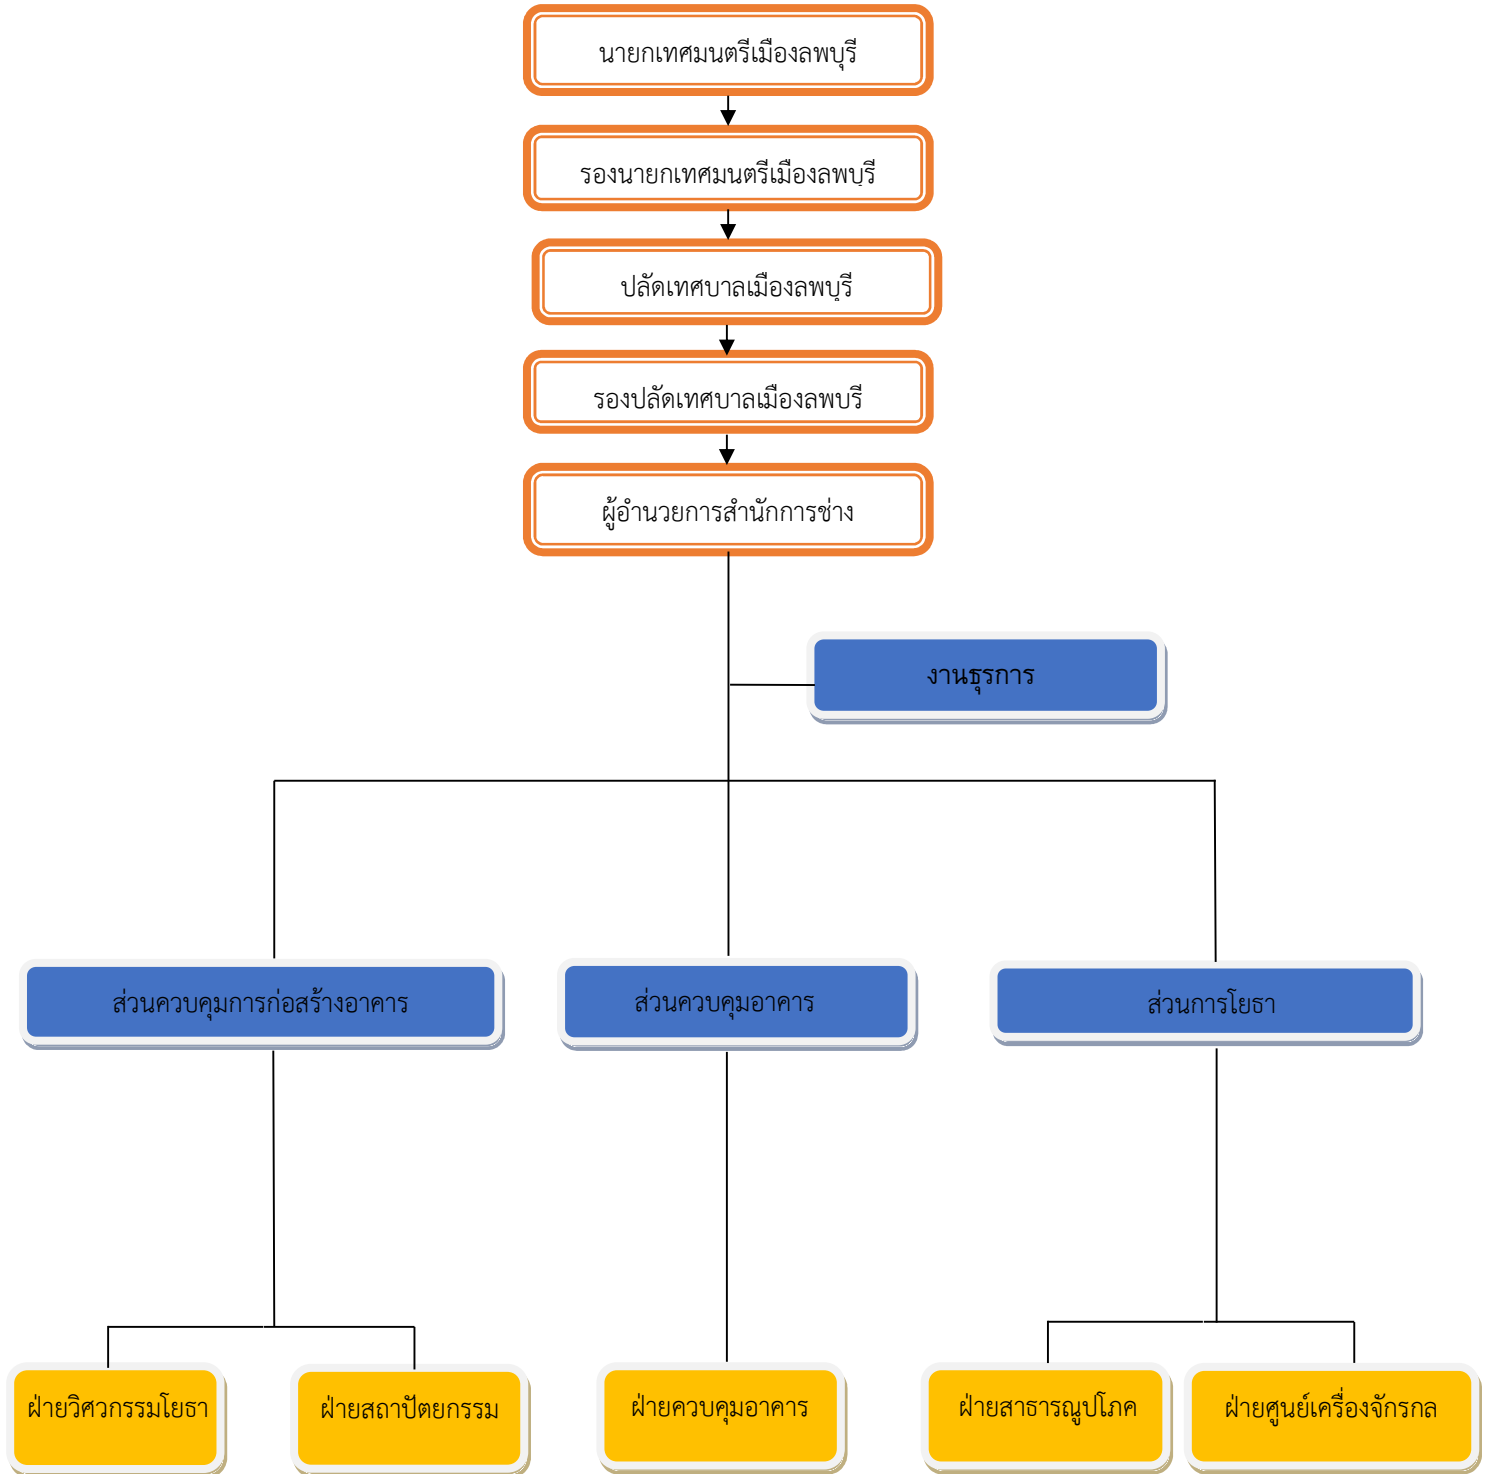 นายกเทศมนตรีเมืองลพบุรี
รองนายกเทศมนตรีเมืองลพบุรี
ปลัดเทศบาลเมืองลพบุรี
รองปลัดเทศบาลเมืองลพบรี
ผู้อำนวยการสำนักการช่าง
งานธุรการ
ส่วนควบคุมการก่อสร้างอาคาร
ส่วนควบคุมอาคาร
ส่วนการโยธา
ฝ่ายวิศวกรรมโยธา
ฝ่ายสถาปัตยกรรม
ฝ่ายควบคุมอาคาร
ฝ่ายสาธารณูปโภค
ฝ่ายศูนย์เครื่องจักรกล